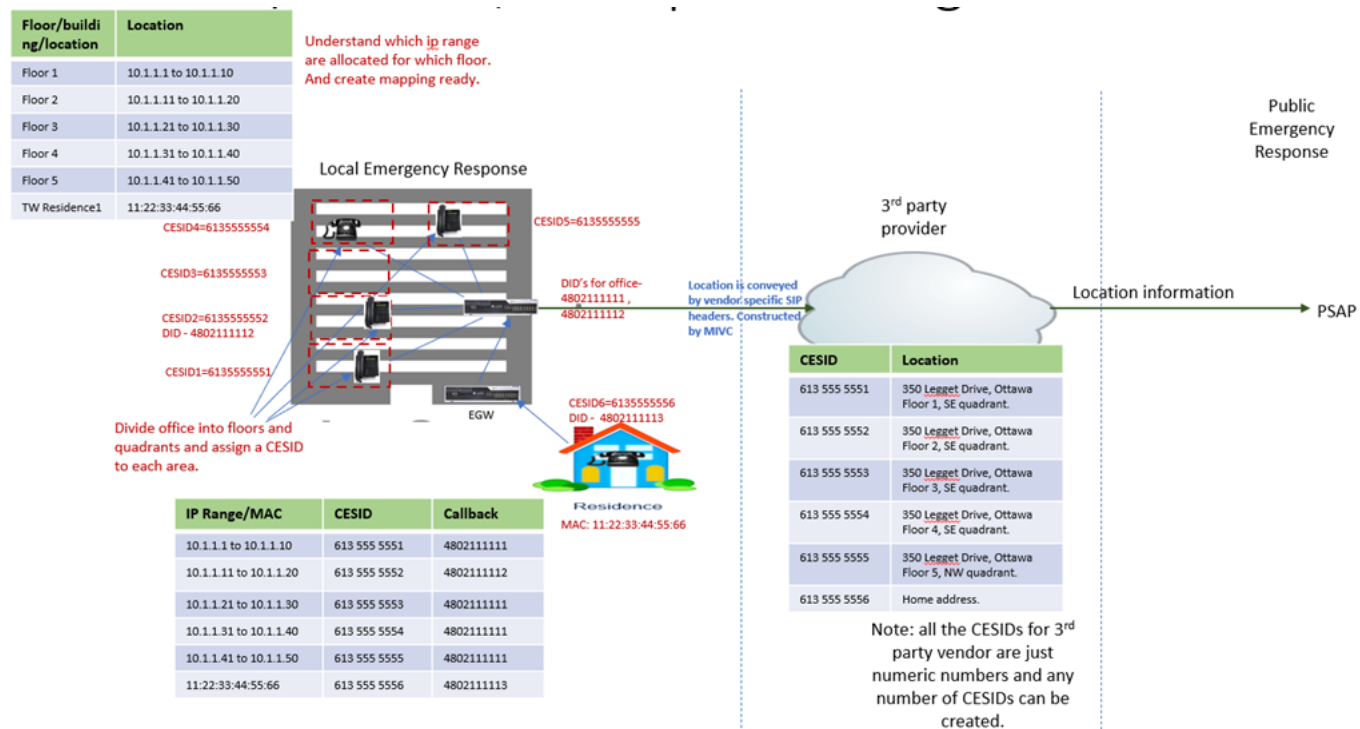 Floor/buildi
ng/location
Location
Floor 1
10.1.1.1 to 10.1.1.10
Floor 2
10.1.1.11 to 10.1.1.20
Floor 3
10.1.1.21 to 10.1.1.30
Floor 4
10.1.1.31 to 10.1.1.40
Floor 5
10.1.1.41 to 10.1.1.50
TW Residence1
11:22:33:44:55:66
Understand which ip range
are allocated for which floor.
And create mapping ready.
Local Emergency Response
CESID4=6135555554
CESID5=6135555555
CESID3=6135555553
CESID2=6135555552
DID - 4802111112
CESID1=6135555551
DID's for office-
4802111111 ,
4802111112
Location is conveyed
by vendor specific SIP
headers. Constructed
by MIVC
EGW
CESID6=6135555556
DID - 4802111113
Residence
MAC: 11:22:33:44:55:66
Divide office into floors and
quadrants and assign a CESID
to each area.
IP Range/MAC
CESID
Callback
10.1.1.1 to 10.1.1.10
613 555 5551
4802111111
10.1.1.11 to 10.1.1.20
613 555 5552
4802111112
10.1.1.21 to 10.1.1.30
613 555 5553
4802111111
10.1.1.31 to 10.1.1.40
613 555 5554
4802111111
10.1.1.41 to 10.1.1.50
613 555 5555
4802111111
11:22:33:44:55:66
613 555 5556
4802111113
3rd party
provider
Public
Emergency
Response
Location information
PSAP
CESID
Location
613 555 5551
350 Legget Drive, Ottawa
Floor 1, SE quadrant.
613 555 5552
350 Legget Drive, Ottawa
Floor 2, SE quadrant.
613 555 5553
350 Legget Drive, Ottawa
Floor 3, SE quadrant.
613 555 5554
350 Legget Drive, Ottawa
Floor 4, SE quadrant.
613 555 5555
350 Legget Drive, Ottawa
Floor 5, NW quadrant.
613 555 5556
Home address.
Note: all the CESIDs for 3rd
party vendor are just
numeric numbers and any
number of CESIDs can be
created.